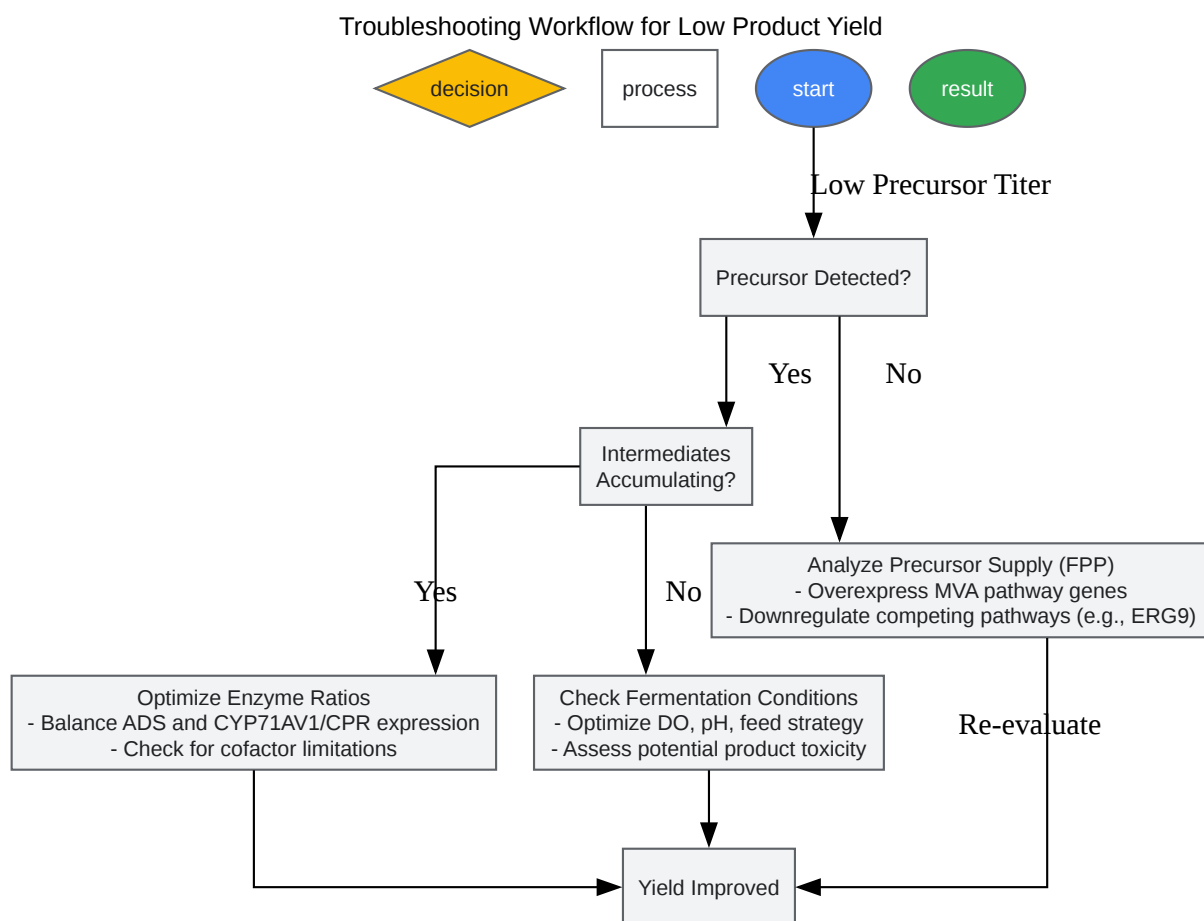 Troubleshooting Workflow for Low Product Yield
decision
process
start
result
Low Precursor Titer
Precursor Detected?
Yes
No
Intermediates
Accumulating?
Analyze Precursor Supply (FPP)
- Overexpress MVA pathway genes
- Downregulate competing pathways (e.g., ERG9)
Yes
No
Optimize Enzyme Ratios
- Balance ADS and CYP71AV1/CPR expression
- Check for cofactor limitations
Check Fermentation Conditions
- Optimize DO, pH, feed strategy
- Assess potential product toxicity
Re-evaluate
Yield Improved